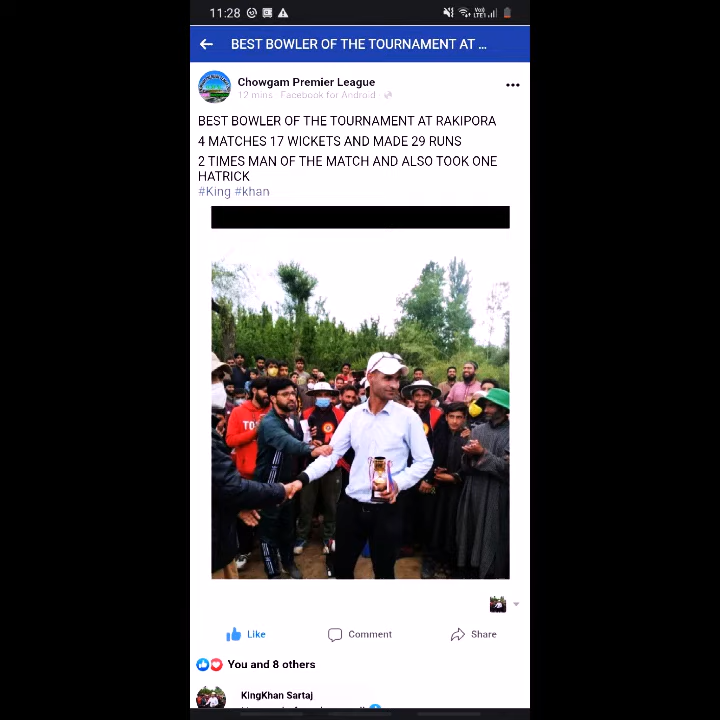 11:28
Vo)
LTE1
BEST BOWLER OF THE TOURNAMENT AT ...
Chowgam Premier League
12 mins Facebook for Android
BEST BOWLER OF THE TOURNAMENT AT RAKIPORA
4 MATCHES 17 WICKETS AND MADE 29 RUNS
2 TIMES MAN OF THE MATCH AND ALSO TOOK ONE
HATRICK
#King #khan
Like
Comment
Share
You and 8 others
KingKhan Sartaj